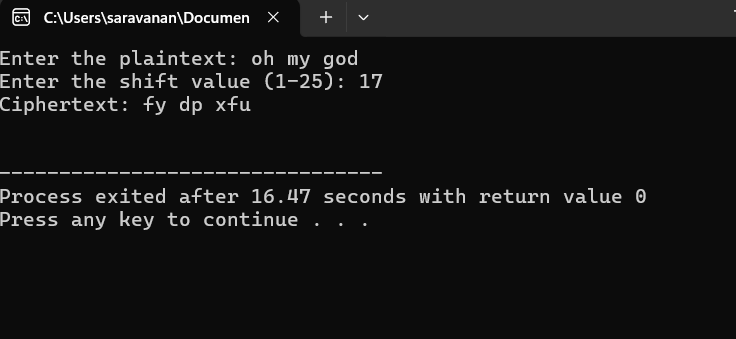 C:\Users\saravanan\Documen
Enter the plaintext: oh my god
Enter the shift value (1-25): 17
Ciphertext: fy dp xfu
--------------------------------
Process exited after 16.47 seconds with return value 0
Press any key to continue . . .